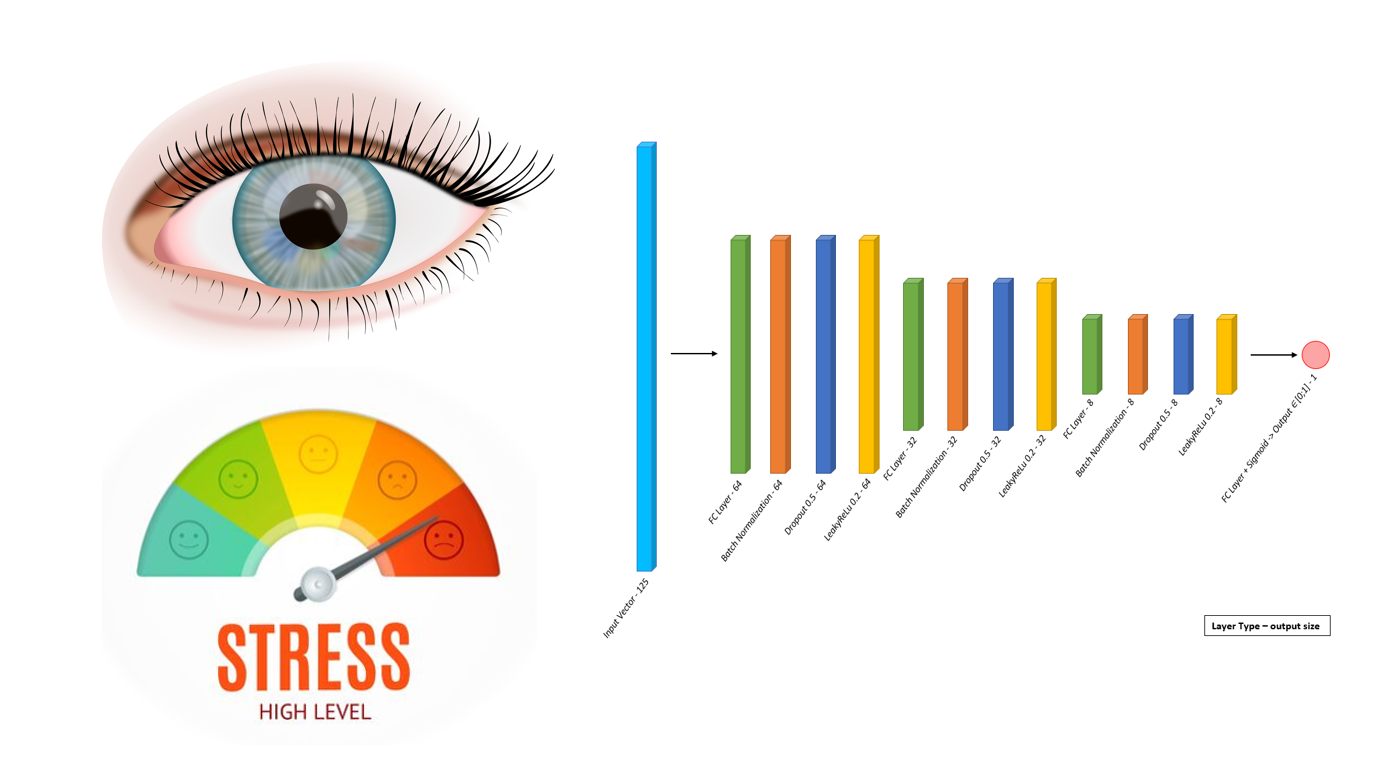 STRESS
HIGH LEVEL
Input Vector - 125
FC Layer - 64
Batch Normalization - 64
Dropout 0.5 - 64
LeakyReLu 0.2 - 64
FC Layer - 32
Batch Normalization - 32
Dropout 0.5 - 32
LeakyReLu 0.2 - 32
FC Layer - 8
Batch Normalization - 8
Dropout 0.5 - 8
LeakyReLu 0.2 - 8
FC Layer + Sigmoid -> Output ∈ [0;1] - 1
Layer Type – output size